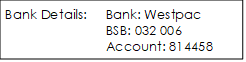 Bank Details: Bank: Westpac
BSB: 032 006
Account: 814458